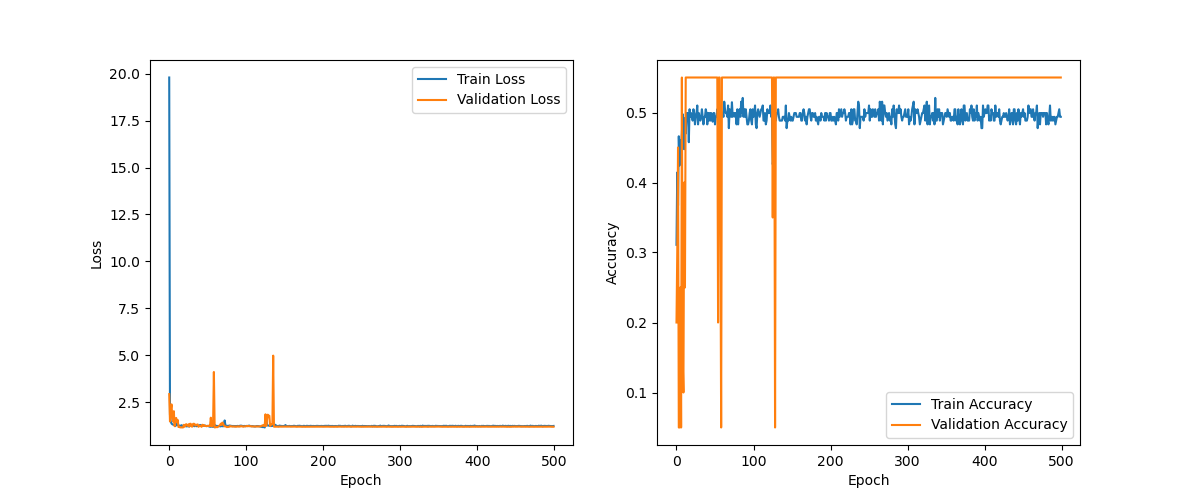 20.0
17.5
15.0
12.5
10.0
7.5
5.0
2.5
Loss
0 100 200 300 400 500
Epoch
Train Loss
Validation Loss
0.5
0.4
0.3
0.2
0.1
Accuracy
0 100 200 300 400 500
Epoch
Train Accuracy
Validation Accuracy